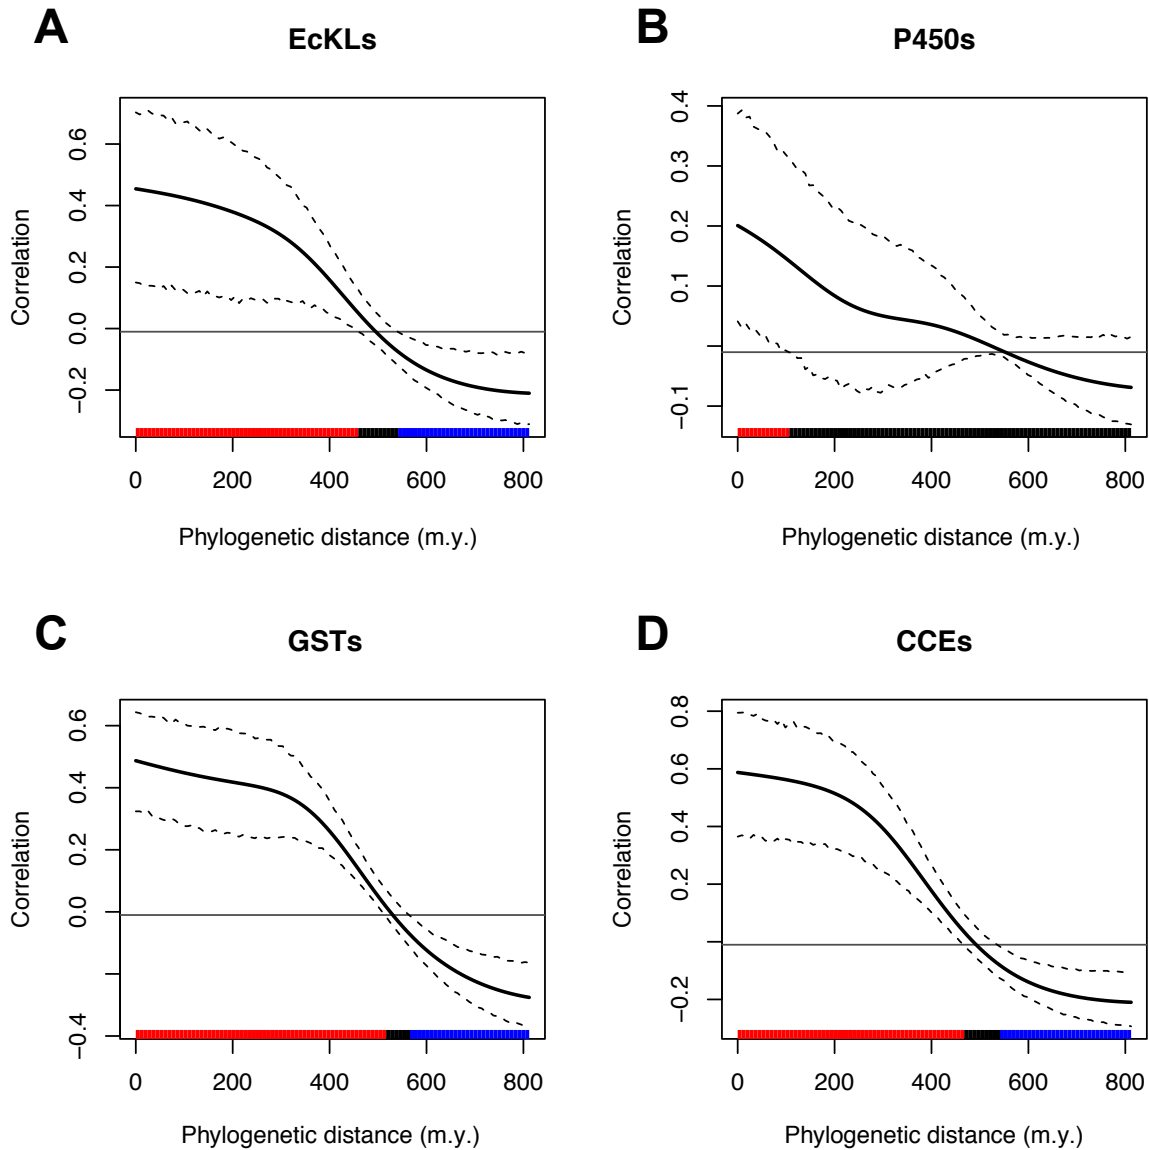 A
EcKLs
Correlation
0.6
0.4
0.2
0.0
−0.2
0 200 400 600 800
Phylogenetic distance (m.y.)
B
P450s
Correlation
0.4
0.3
0.2
0.1
−0.1
0 200 400 600 800
Phylogenetic distance (m.y.)
C
GSTs
Correlation
0.6
0.4
0.2
0.0
−0.4
0 200 400 600 800
Phylogenetic distance (m.y.)
D
CCEs
Correlation
0.8
0.6
0.4
0.2
−0.2
0 200 400 600 800
Phylogenetic distance (m.y.)